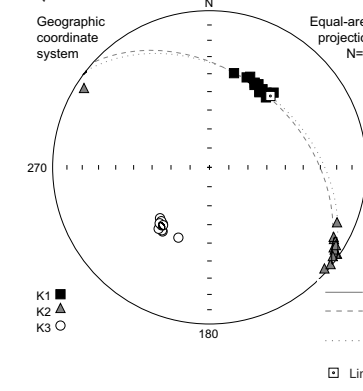 N
Geographic
coordinate
system
Equal-are
projectio
N=
270
180
K1
K2
K3
Lin